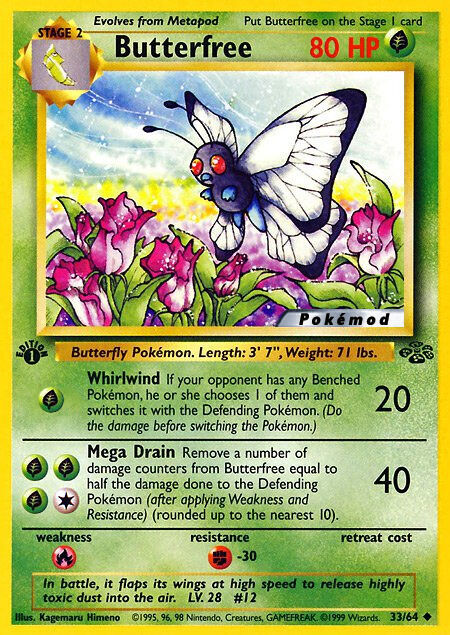 Evolves from Metapod Put Butterfree on the Stage 1 card
STAGE 2
Butterfree 80 HP
Pokémod
EDITION
1
Butterfly Pokémon. Length: 3' 7", Weight: 71 lbs.
Whirlwind If your opponent has any Benched
Pokémon, he or she chooses 1 of them and
switches it with the Defending Pokémon. (Do
the damage before switching the Pokémon.)
20
Mega Drain Remove a number of
damage counters from Butterfree equal to
half the damage done to the Defending
Pokémon (after applying Weakness and
Resistance) (rounded up to the nearest 10).
40
weakness resistance retreat cost
-30
In battle, it flaps its wings at high speed to release highly
toxic dust into the air. LV. 28 #12
Illus. Kagemaru Himeno ©1995, 96, 98 Nintendo, Creatures, GAMEFREAK. ©1999 Wizards. 33/64